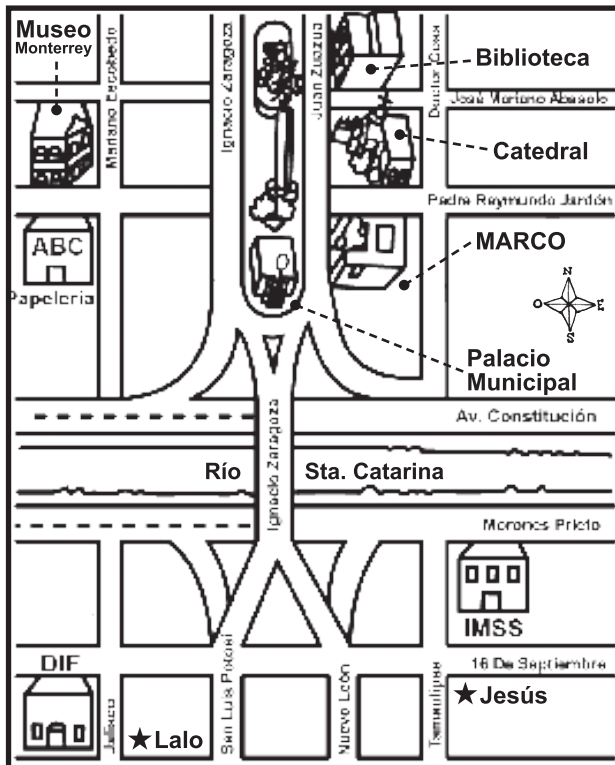 Museo
Monterrey
Mariano Escobedo
Ignacio Zaragoza
Juan Zuazua
Doctor Coss
Biblioteca
José Mariano Abasolo
Catedral
Padre Raymundo Jardón
ABC
Papelería
MARCO
N
O E
S
Palacio
Municipal
Av. Constitución
Ignacio Zaragoza
Río Sta. Catarina
Morones Prieto
IMSS
DIF
16 De Septiembre
Jalisco
Lalo
San Luis Potosí
Nuevo León
Tamaulipas
Jesús